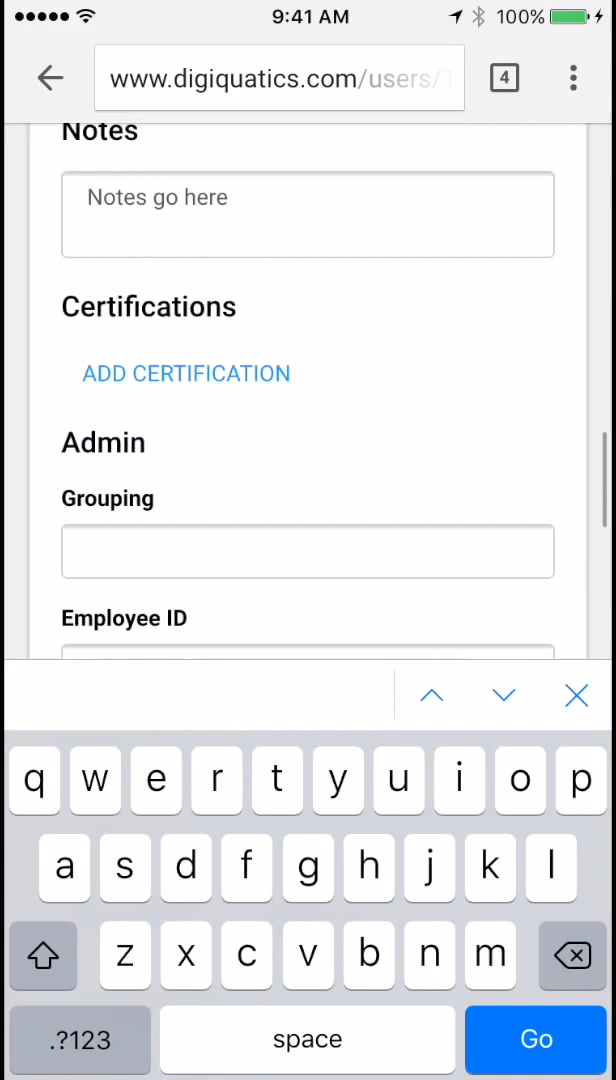 9:41 AM
100%
www.digiquatics.com/users/
4
Notes
Notes go here
Certifications
ADD CERTIFICATION
Admin
Grouping
Employee ID
q w e r t y u i o p
a s d f g h j k l
z x c v b n m
.?123 space Go